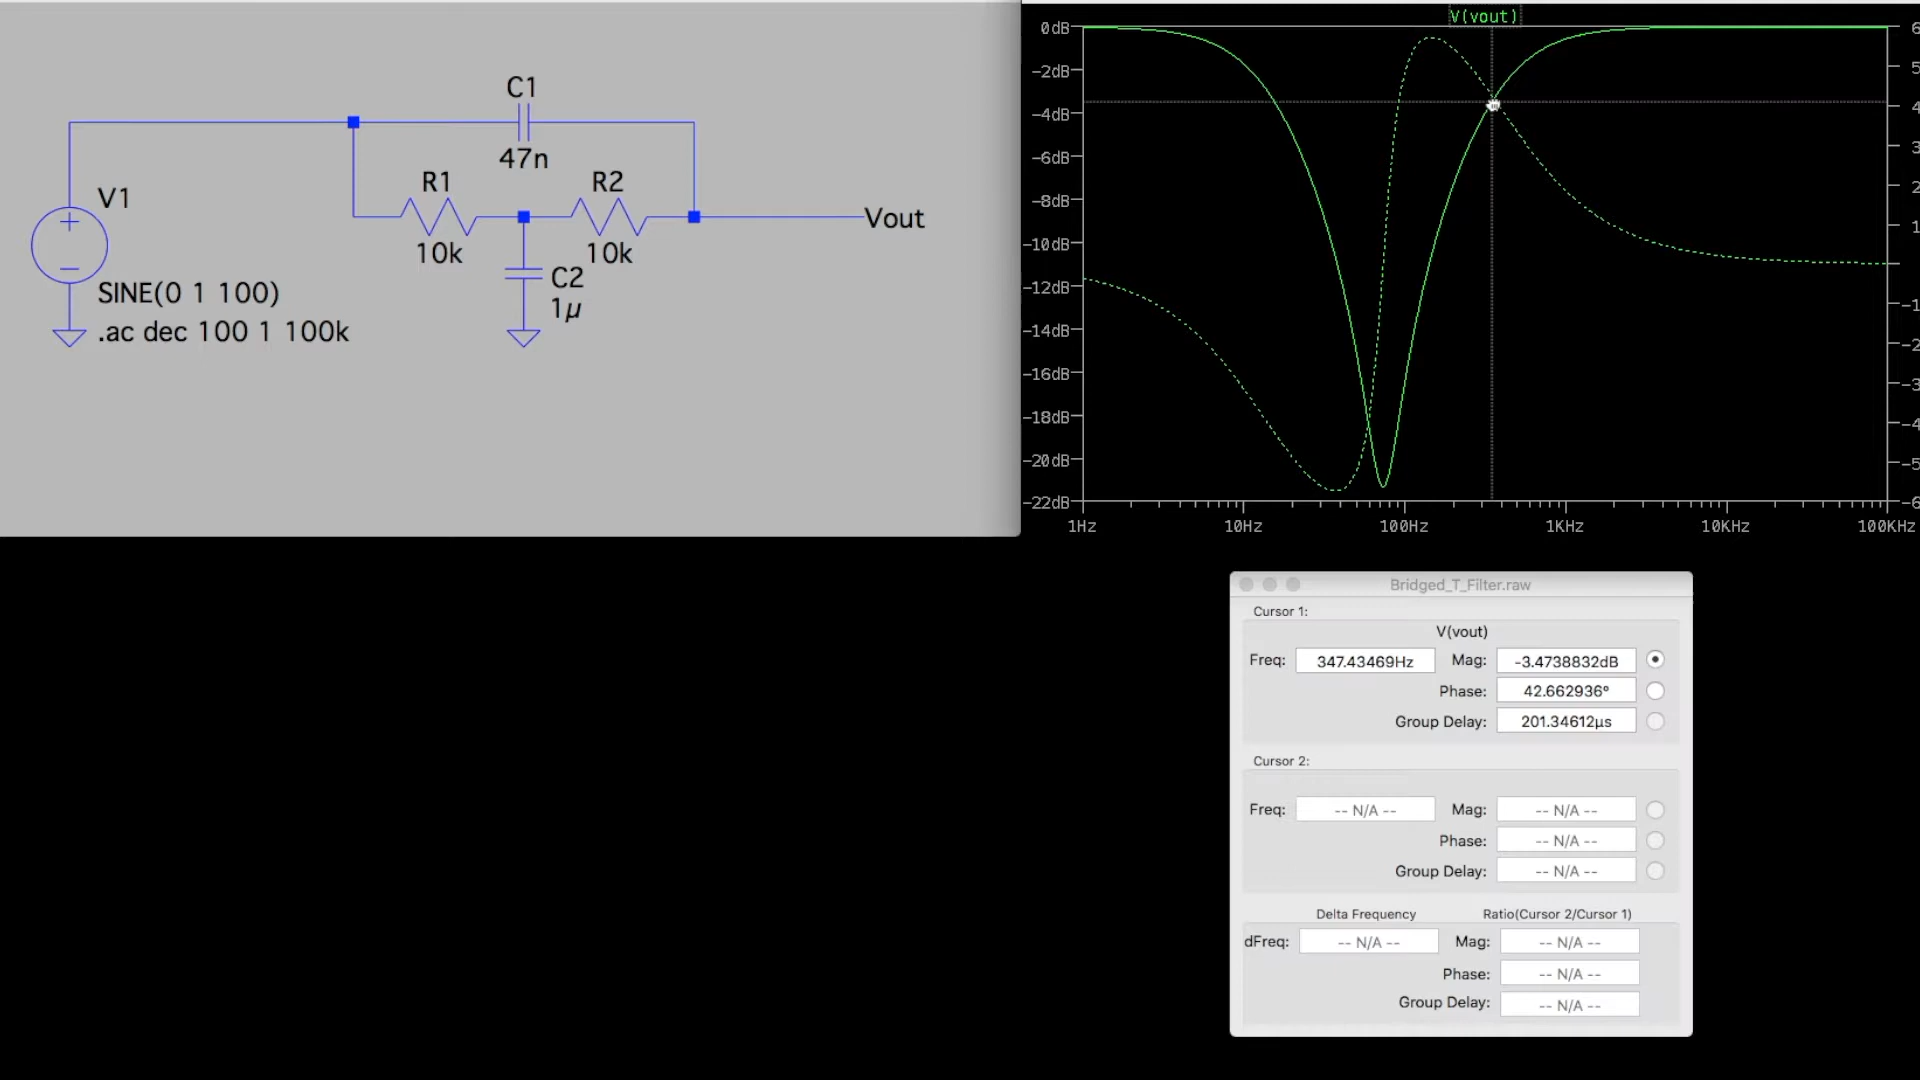 C1
47n
R1
R2
V1
10k
10k
Vout
C2
1µ
SINE(0 1 100)
.ac dec 100 1 100k
V(vout)
0dB
-2dB
-4dB
-6dB
-8dB
-10dB
-12dB
-14dB
-16dB
-18dB
-20dB
-22dB
1Hz 10Hz 100Hz 1KHz 10KHz 100KHz
Bridged_T_Filter.raw
Cursor 1:
V(vout)
Freq: 347.43469Hz Mag: -3.4738832dB
Phase: 42.662936°
Group Delay: 201.34612µs
Cursor 2:
Freq: -- N/A -- Mag: -- N/A --
Phase: -- N/A --
Group Delay: -- N/A --
Delta Frequency Ratio(Cursor 2/Cursor 1)
dFreq: -- N/A -- Mag: -- N/A --
Phase: -- N/A --
Group Delay: -- N/A --